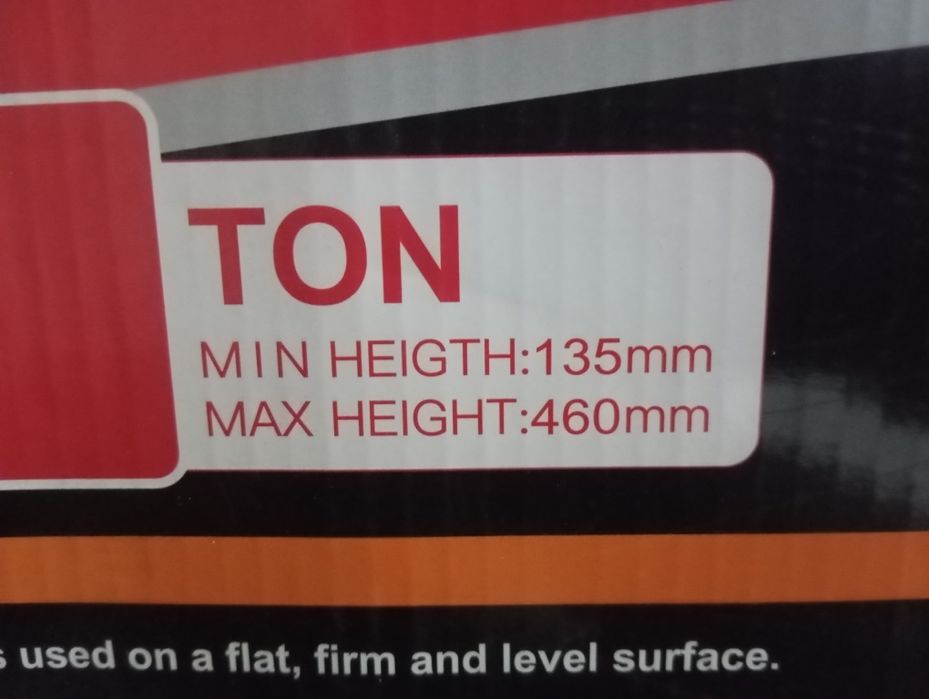 TON
MIN HEIGTH:135mm
MAX HEIGHT:460mm
used on a flat, firm and level surface.